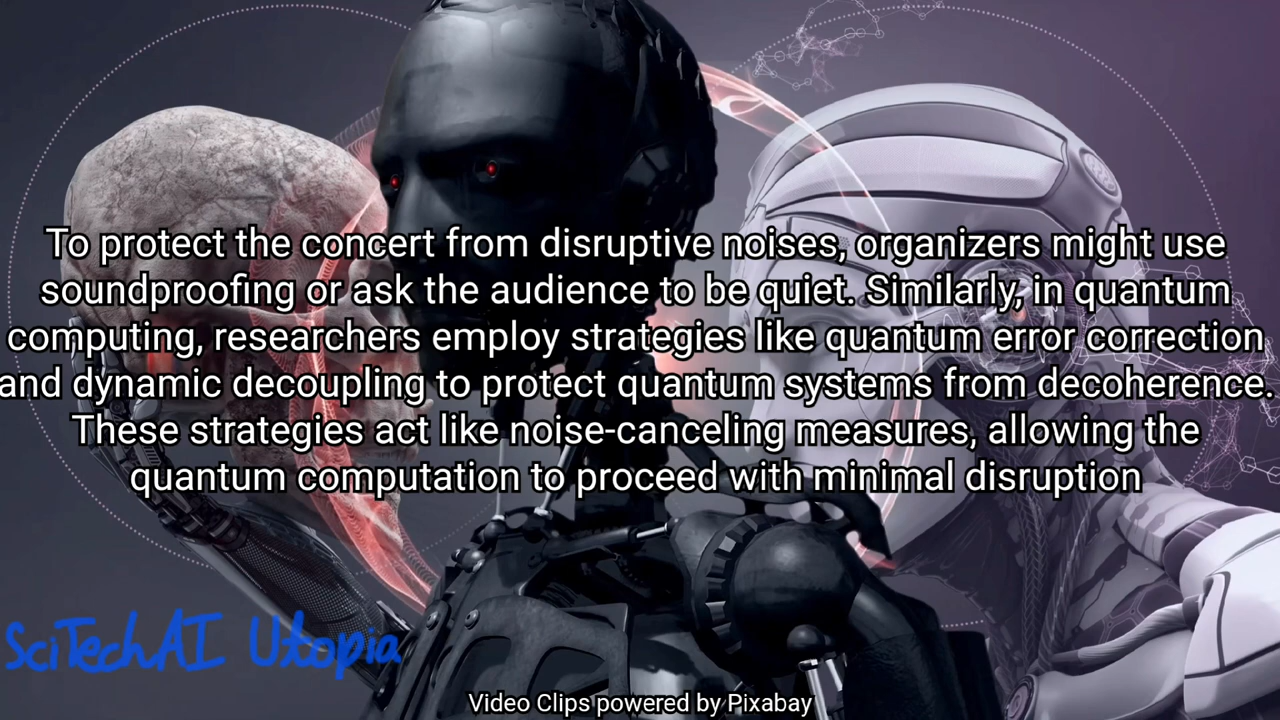 To protect the concert from disruptive noises, organizers might use
soundproofing or ask the audience to be quiet. Similarly, in quantum
computing, researchers employ strategies like quantum error correction
and dynamic decoupling to protect quantum systems from decoherence.
These strategies act like noise-canceling measures, allowing the
quantum computation to proceed with minimal disruption
SciTechAI Utopia
Video Clips powered by Pixabay